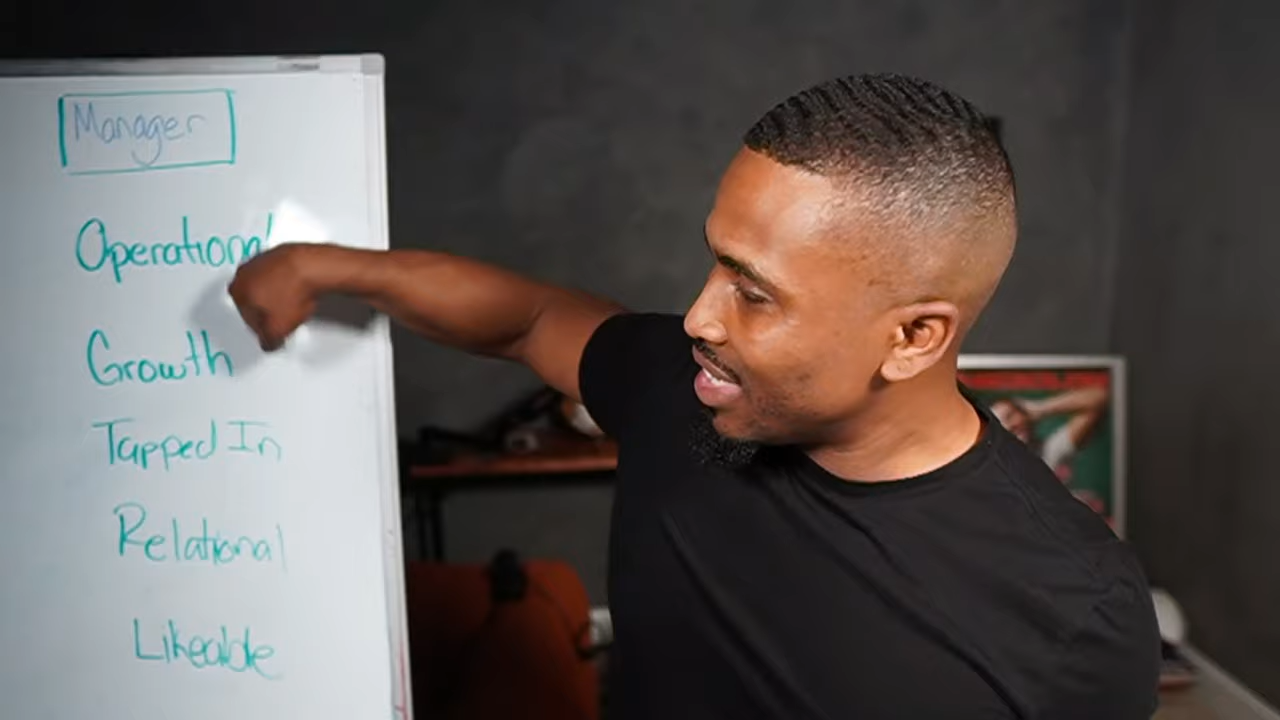 Manager
Operational
Growth
Tapped In
Relational
Likeable